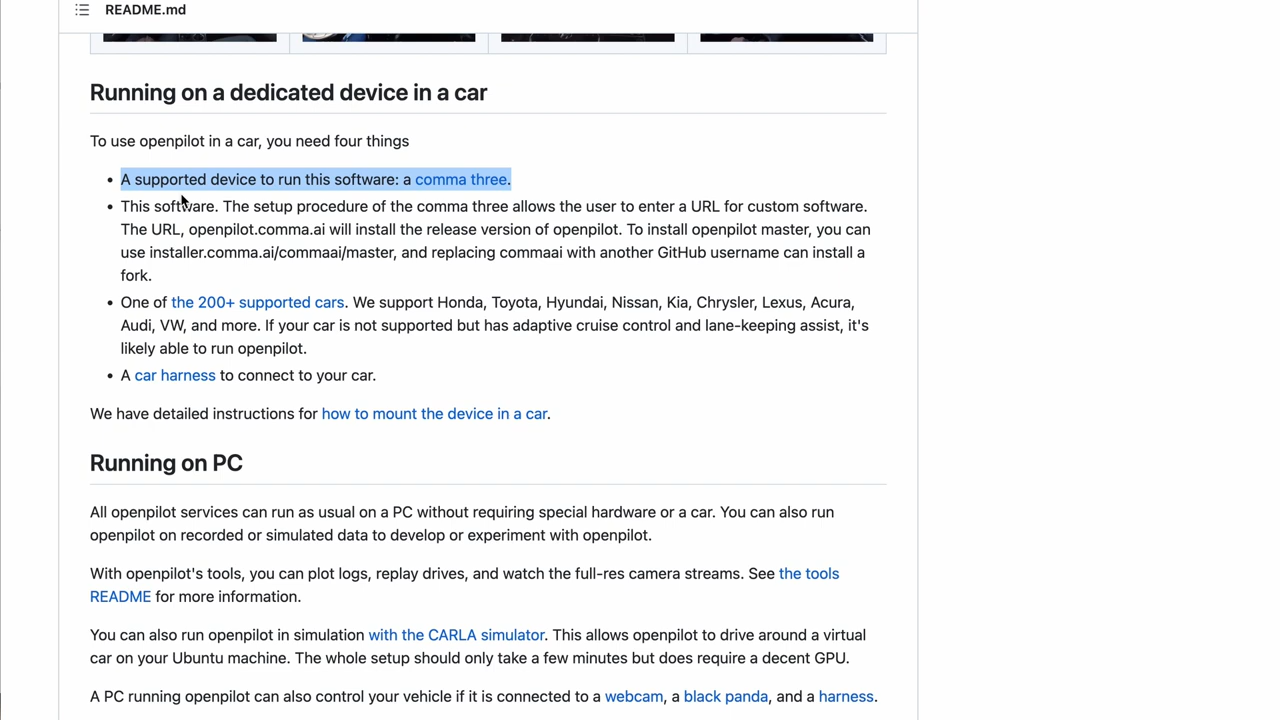 README.md
Running on a dedicated device in a car
To use openpilot in a car, you need four things
A supported device to run this software: a comma three.
This software. The setup procedure of the comma three allows the user to enter a URL for custom software.
The URL, openpilot.comma.ai will install the release version of openpilot. To install openpilot master, you can
use installer.comma.ai/commaai/master, and replacing commaai with another GitHub username can install a
fork.
One of the 200+ supported cars. We support Honda, Toyota, Hyundai, Nissan, Kia, Chrysler, Lexus, Acura,
Audi, VW, and more. If your car is not supported but has adaptive cruise control and lane-keeping assist, it's
likely able to run openpilot.
A car harness to connect to your car.
We have detailed instructions for how to mount the device in a car.
Running on PC
All openpilot services can run as usual on a PC without requiring special hardware or a car. You can also run
openpilot on recorded or simulated data to develop or experiment with openpilot.
With openpilot's tools, you can plot logs, replay drives, and watch the full-res camera streams. See the tools
README for more information.
You can also run openpilot in simulation with the CARLA simulator. This allows openpilot to drive around a virtual
car on your Ubuntu machine. The whole setup should only take a few minutes but does require a decent GPU.
A PC running openpilot can also control your vehicle if it is connected to a webcam, a black panda, and a harness.